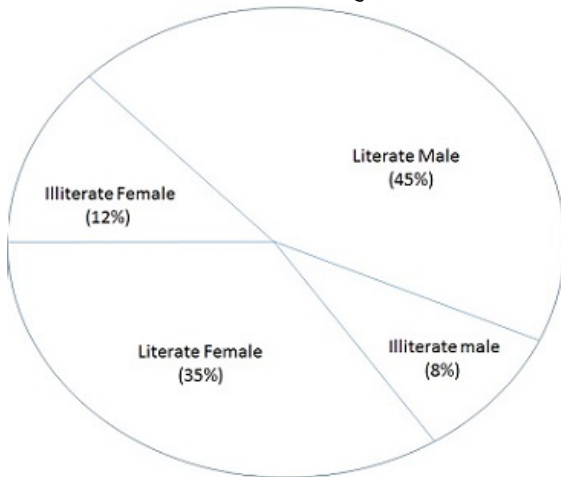 Literate Male
(45%)
Illiterate Female
(12%)
Illiterate male
(8%)
Literate Female
(35%)